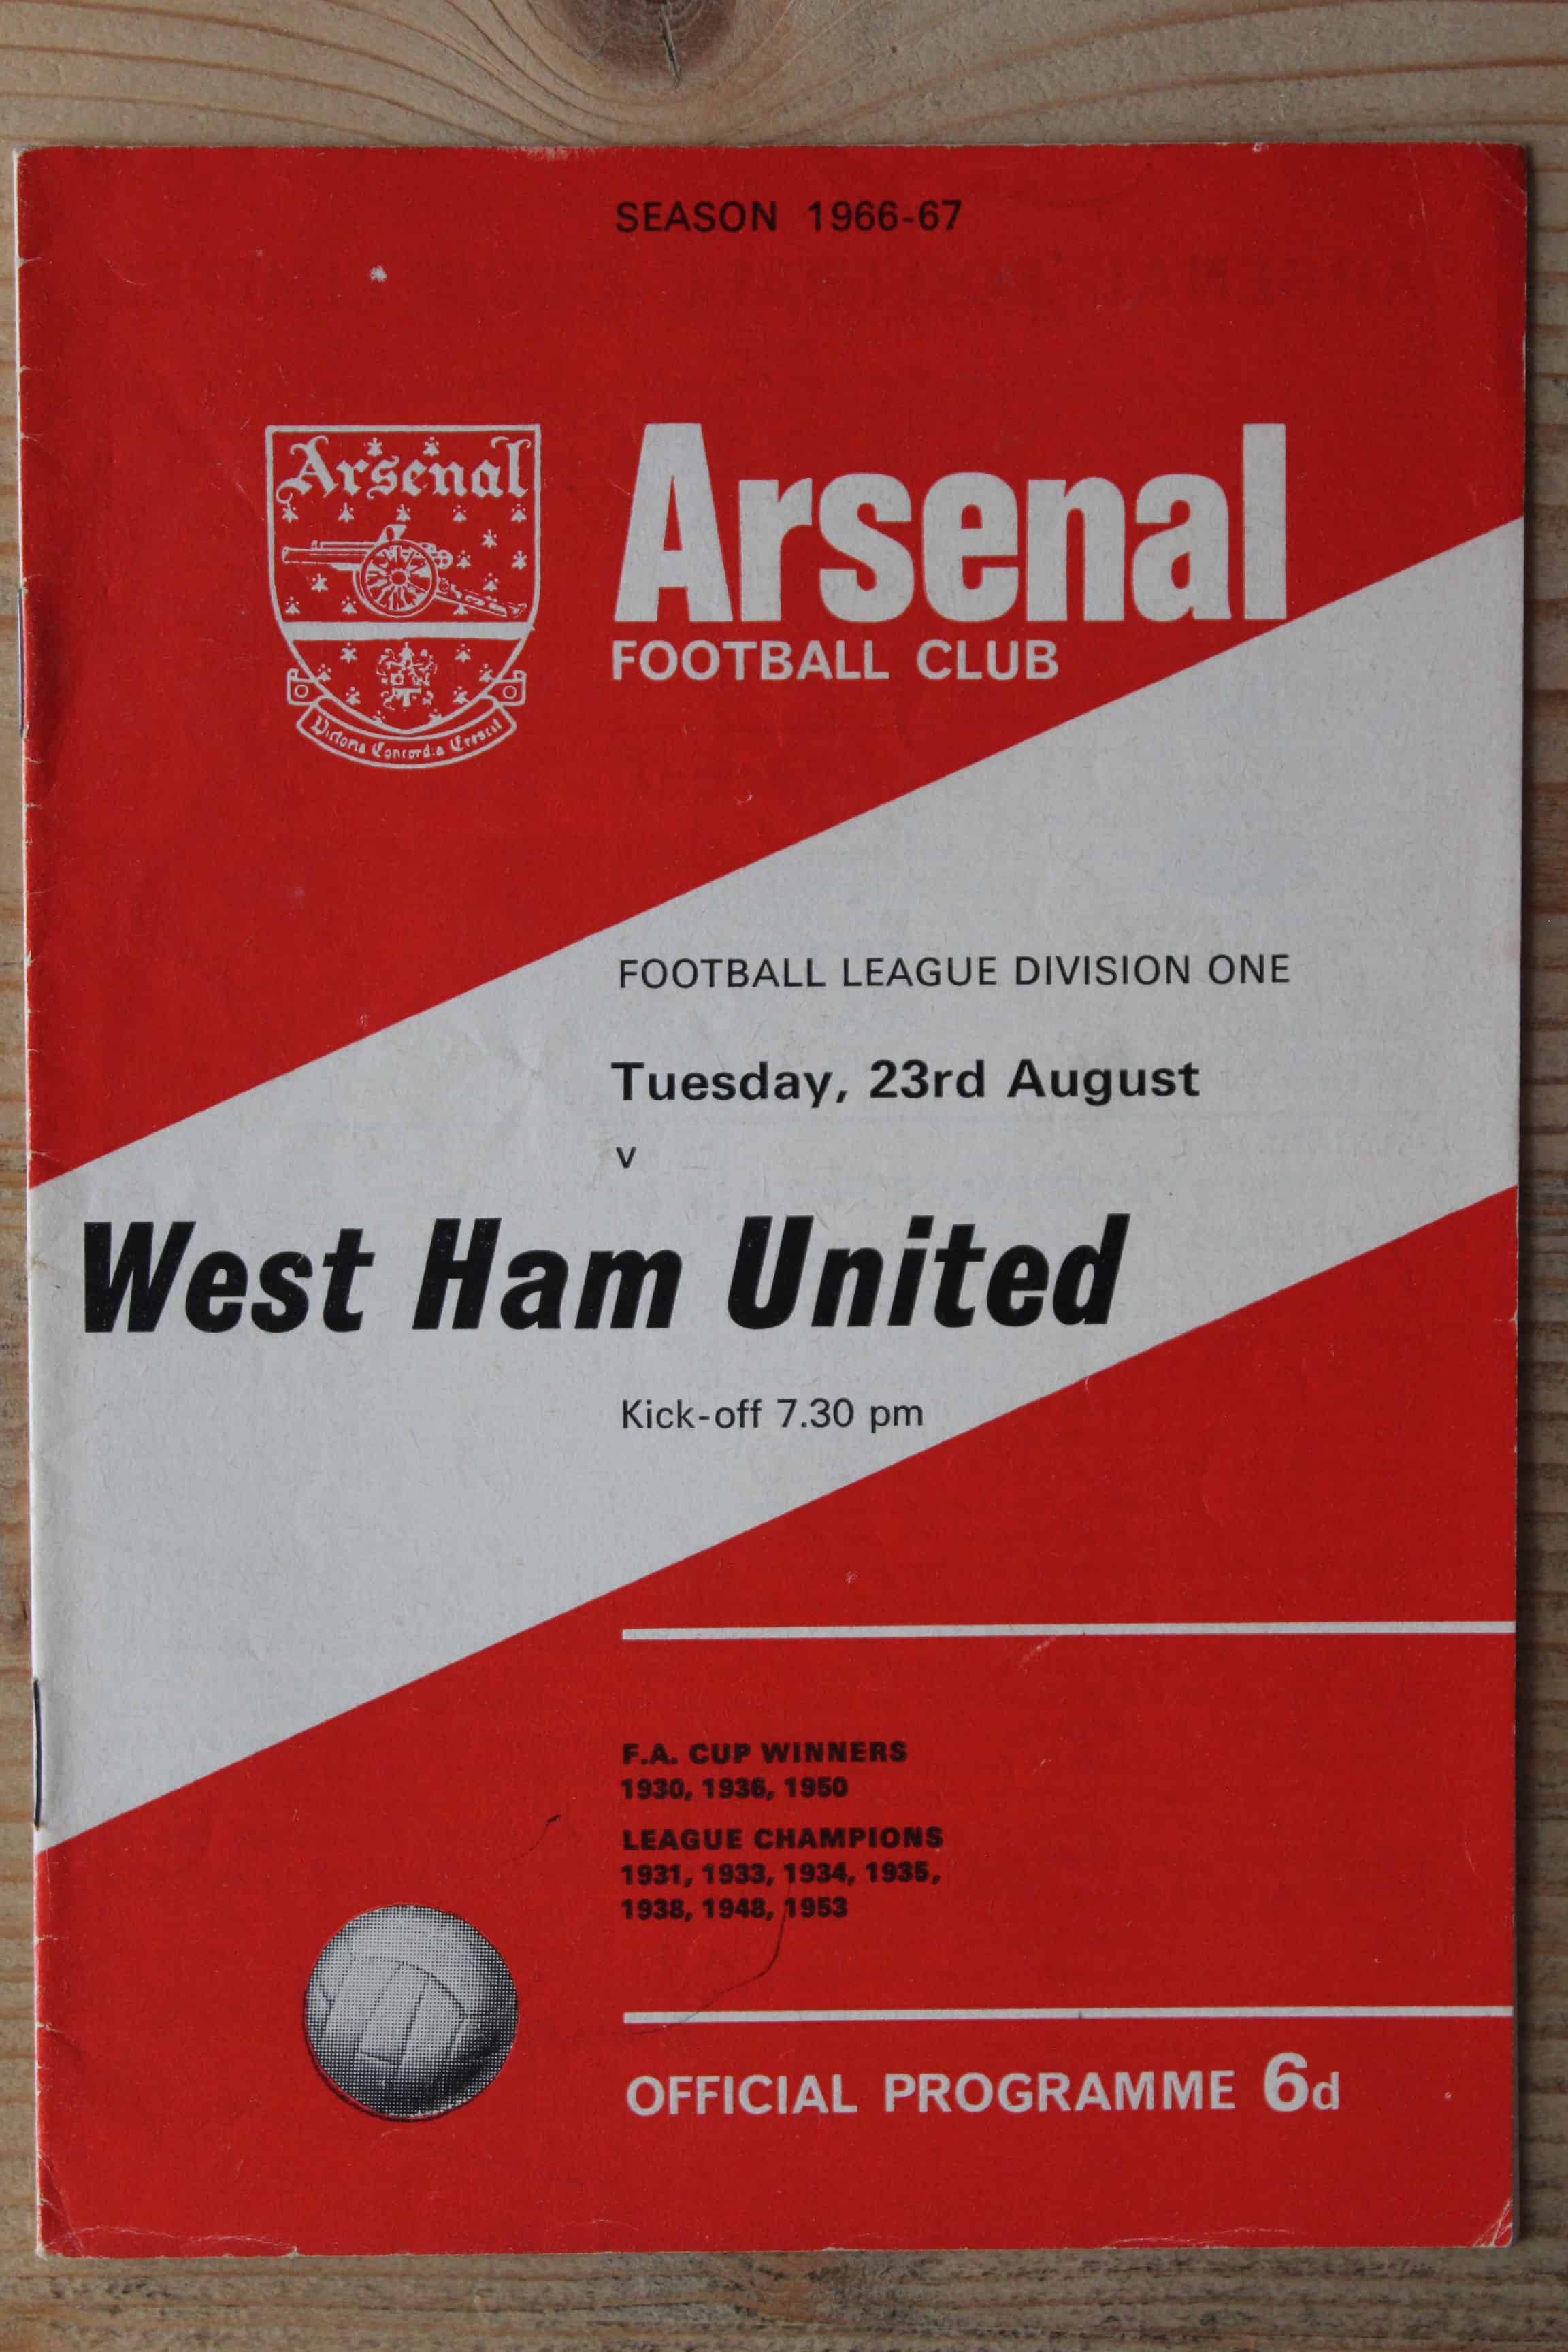 SEASON 1966-67
Arsenal
Arsenal
FOOTBALL CLUB
Victoria Concordia Crescit
FOOTBALL LEAGUE DIVISION ONE
Tuesday, 23rd August
v
West Ham United
Kick-off 7.30 pm
F.A. CUP WINNERS
1930, 1936, 1950
LEAGUE CHAMPIONS
1931, 1933, 1934, 1935,
1938, 1948, 1953
OFFICIAL PROGRAMME 6d